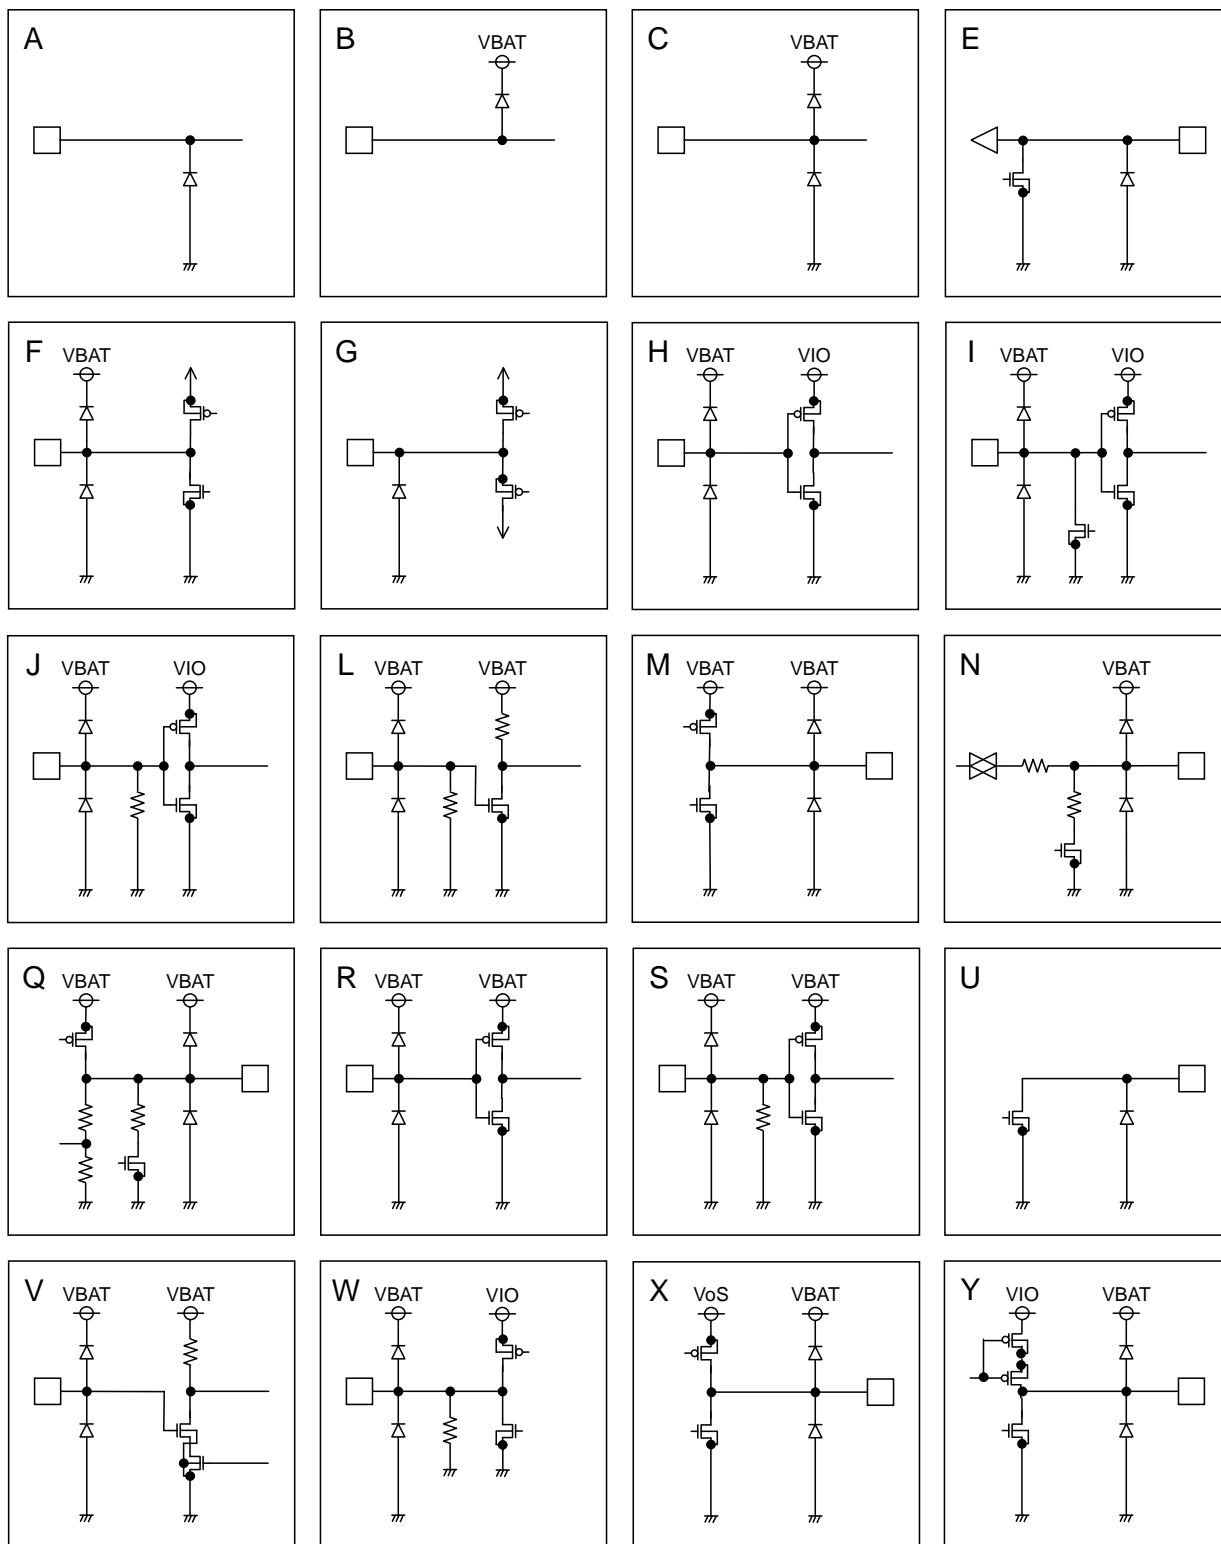 A
B
VBAT
C
VBAT
E
F VBAT
G
H VBAT VIO
I VBAT VIO
J VBAT VIO
L VBAT VBAT
M VBAT VBAT
N VBAT
Q VBAT VBAT
R VBAT VBAT
S VBAT VBAT
U
V VBAT VBAT
W VBAT VIO
X VoS VBAT
Y VIO VBAT